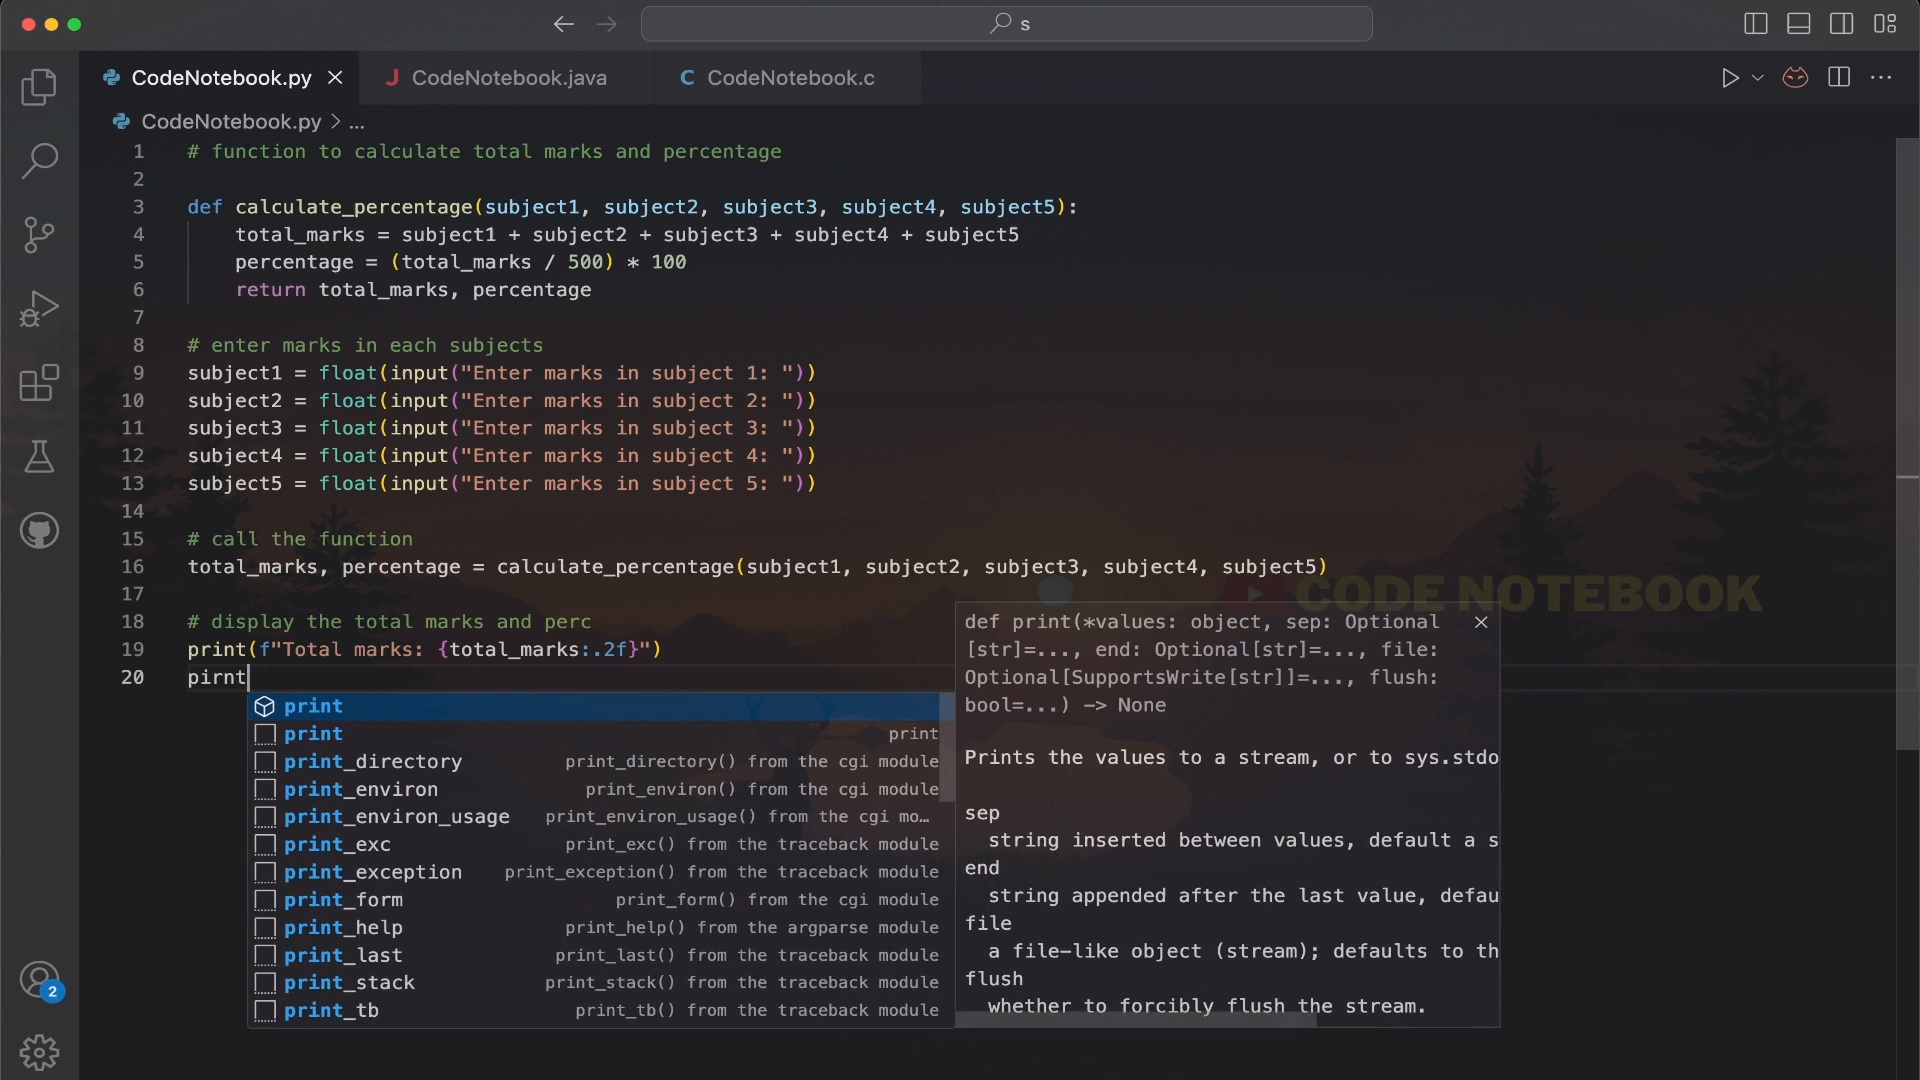 s
CodeNotebook.py
J CodeNotebook.java
C CodeNotebook.c
CodeNotebook.py > ...
1 # function to calculate total marks and percentage
2
3 def calculate_percentage(subject1, subject2, subject3, subject4, subject5):
4 total_marks = subject1 + subject2 + subject3 + subject4 + subject5
5 percentage = (total_marks / 500) * 100
6 return total_marks, percentage
7
8 # enter marks in each subjects
9 subject1 = float(input("Enter marks in subject 1: "))
10 subject2 = float(input("Enter marks in subject 2: "))
11 subject3 = float(input("Enter marks in subject 3: "))
12 subject4 = float(input("Enter marks in subject 4: "))
13 subject5 = float(input("Enter marks in subject 5: "))
14
15 # call the function
16 total_marks, percentage = calculate_percentage(subject1, subject2, subject3, subject4, subject5)
17
CODE NOTEBOOK
18 # display the total marks and perc
19 print(f"Total marks: {total_marks:.2f}")
20 pirnt
print
print print
print_directory print_directory() from the cgi module
print_environ print_environ() from the cgi module
print_environ_usage print_environ_usage() from the cgi mo…
print_exc print_exc() from the traceback module
print_exception print_exception() from the traceback module
print_form print_form() from the cgi module
print_help print_help() from the argparse module
print_last print_last() from the traceback module
print_stack print_stack() from the traceback module
print_tb print_tb() from the traceback module
def print(*values: object, sep: Optional
[str]=..., end: Optional[str]=..., file:
Optional[SupportsWrite[str]]=..., flush:
bool=...) -> None
Prints the values to a stream, or to sys.stdo
sep
string inserted between values, default a s
end
string appended after the last value, defau
file
a file-like object (stream); defaults to th
flush
whether to forcibly flush the stream.
2